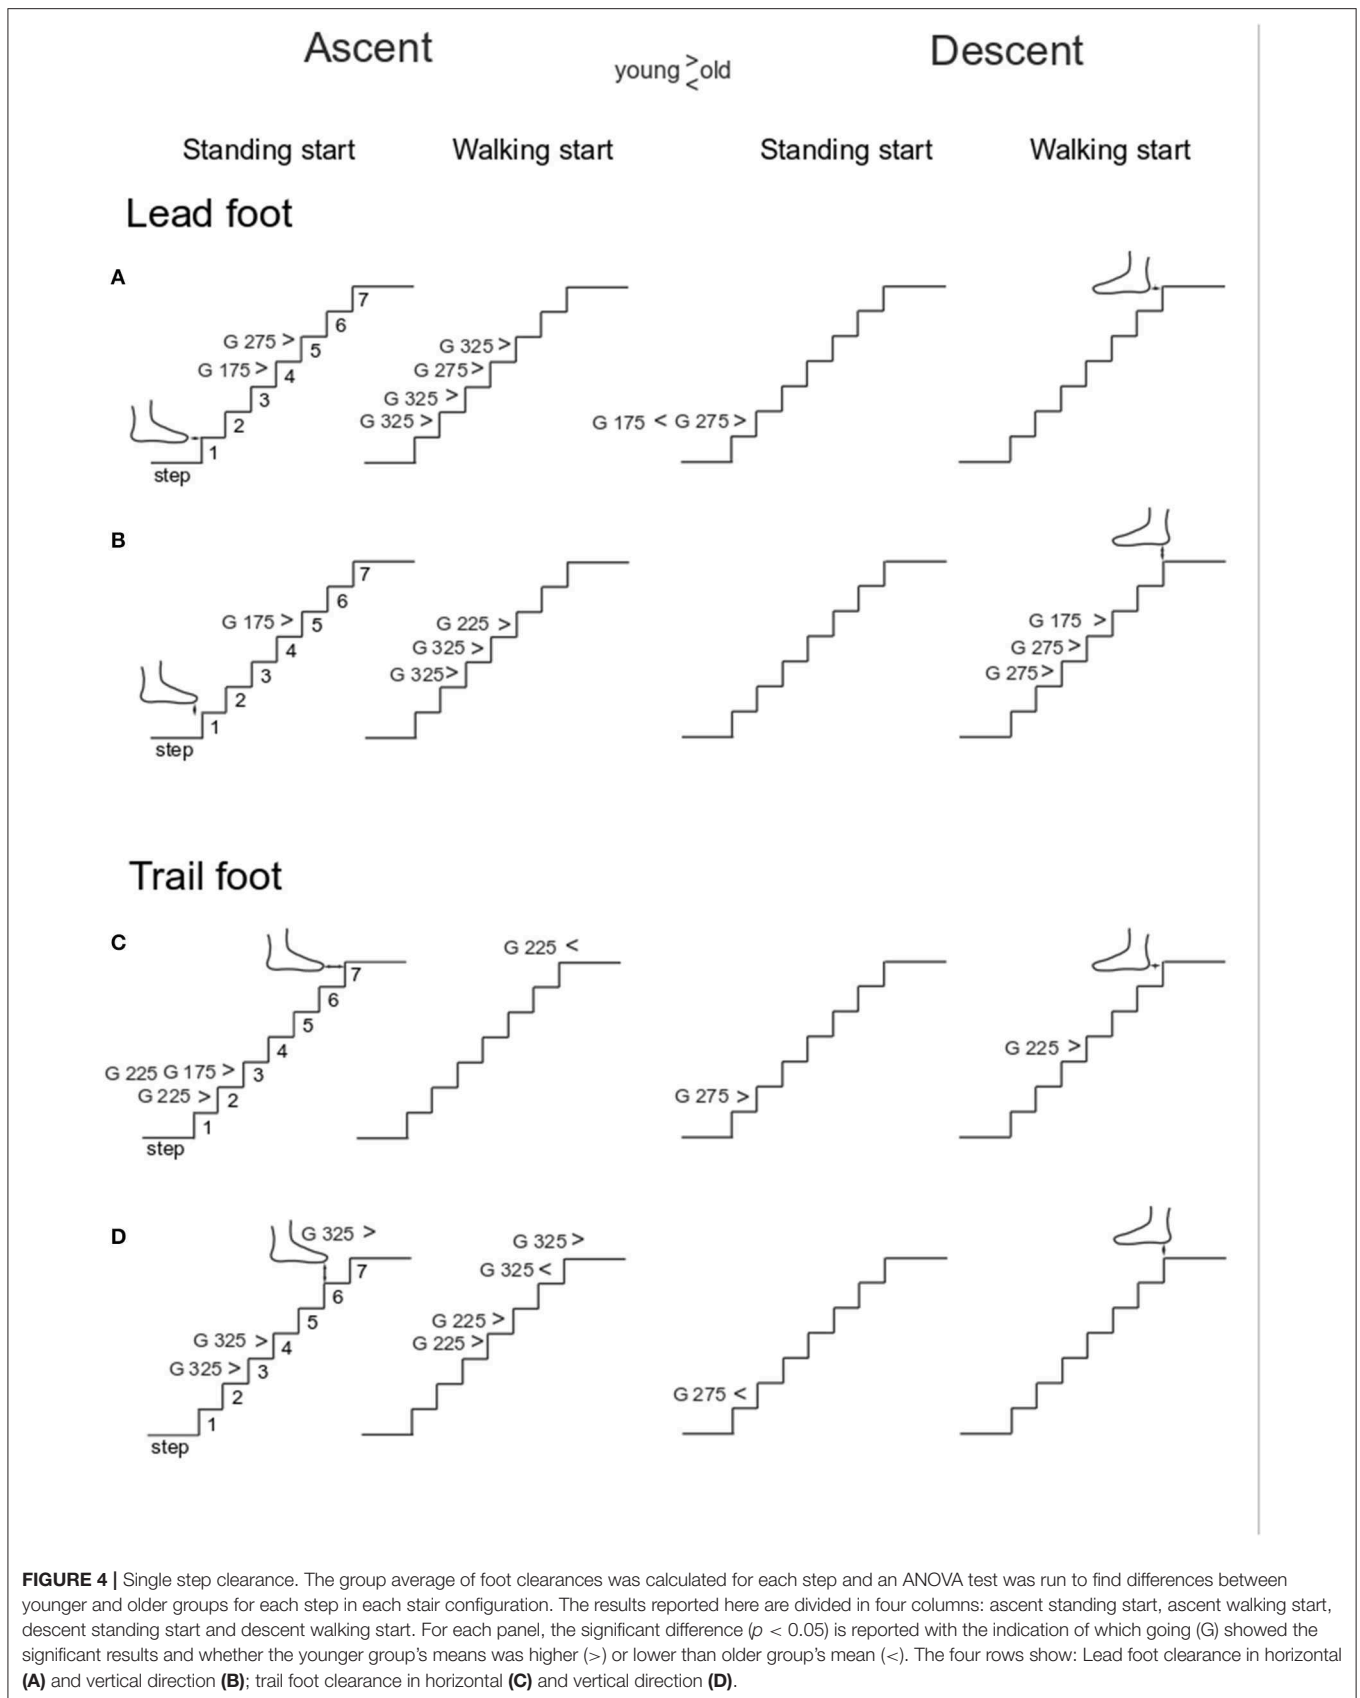 Ascent
Descent
young > < old
Standing start
Walking start
Standing start
Walking start
Lead foot
A
7
6
G 275 >
5
G 175 >
4
3
2
1
step
G 325 >
G 275 >
G 325 >
G 325 >
G 175 < G 275 >
B
7
6
G 175 >
5
4
3
2
1
step
G 225 >
G 325 >
G 325 >
G 175 >
G 275 >
G 275 >
Trail foot
C
7
6
5
4
G 225 G 175 >
3
G 225 >
2
1
step
G 225 <
G 275 >
G 225 >
D
G 325 >
7
6
5
G 325 >
4
G 325 >
3
2
1
step
G 325 >
G 325 <
G 225 >
G 225 >
G 275 <
FIGURE 4 | Single step clearance. The group average of foot clearances was calculated for each step and an ANOVA test was run to find differences between
younger and older groups for each step in each stair configuration. The results reported here are divided in four columns: ascent standing start, ascent walking start,
descent standing start and descent walking start. For each panel, the significant difference (p < 0.05) is reported with the indication of which going (G) showed the
significant results and whether the younger group's means was higher (>) or lower than older group's mean (<). The four rows show: Lead foot clearance in horizontal
(A) and vertical direction (B); trail foot clearance in horizontal (C) and vertical direction (D).